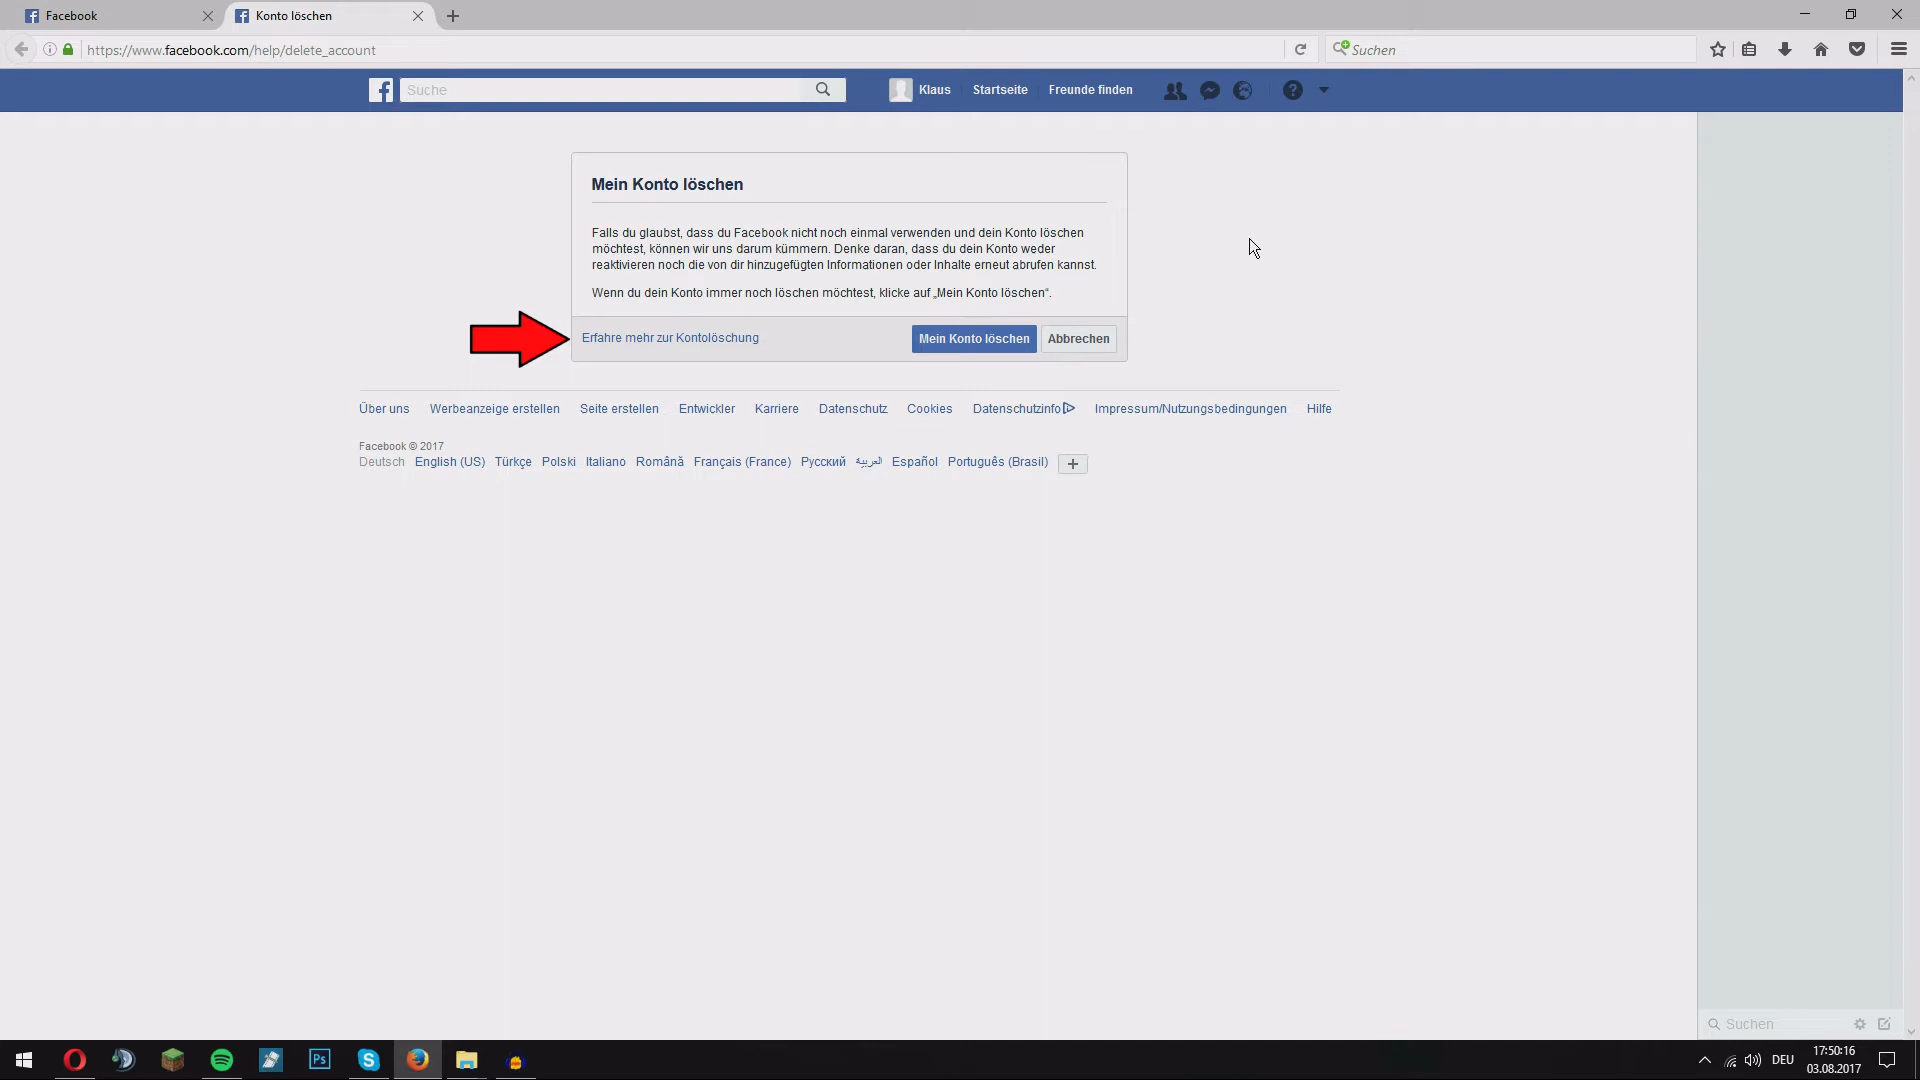 Facebook
Konto löschen
https://www.facebook.com/help/delete_account
Suchen
Suche
Klaus
Startseite
Freunde finden
Mein Konto löschen
Falls du glaubst, dass du Facebook nicht noch einmal verwenden und dein Konto löschen
möchtest, können wir uns darum kümmern. Denke daran, dass du dein Konto weder
reaktivieren noch die von dir hinzugefügten Informationen oder Inhalte erneut abrufen kannst.
Wenn du dein Konto immer noch löschen möchtest, klicke auf „Mein Konto löschen“.
Erfahre mehr zur Kontolöschung
Mein Konto löschen
Abbrechen
Über uns Werbeanzeige erstellen Seite erstellen Entwickler Karriere Datenschutz Cookies Datenschutzinfo Impressum/Nutzungsbedingungen Hilfe
Facebook © 2017
Deutsch English (US) Türkçe Polski Italiano Română Français (France) Русский العربية Español Português (Brasil)
Suchen
Ps
DEU
17:50:16
03.08.2017